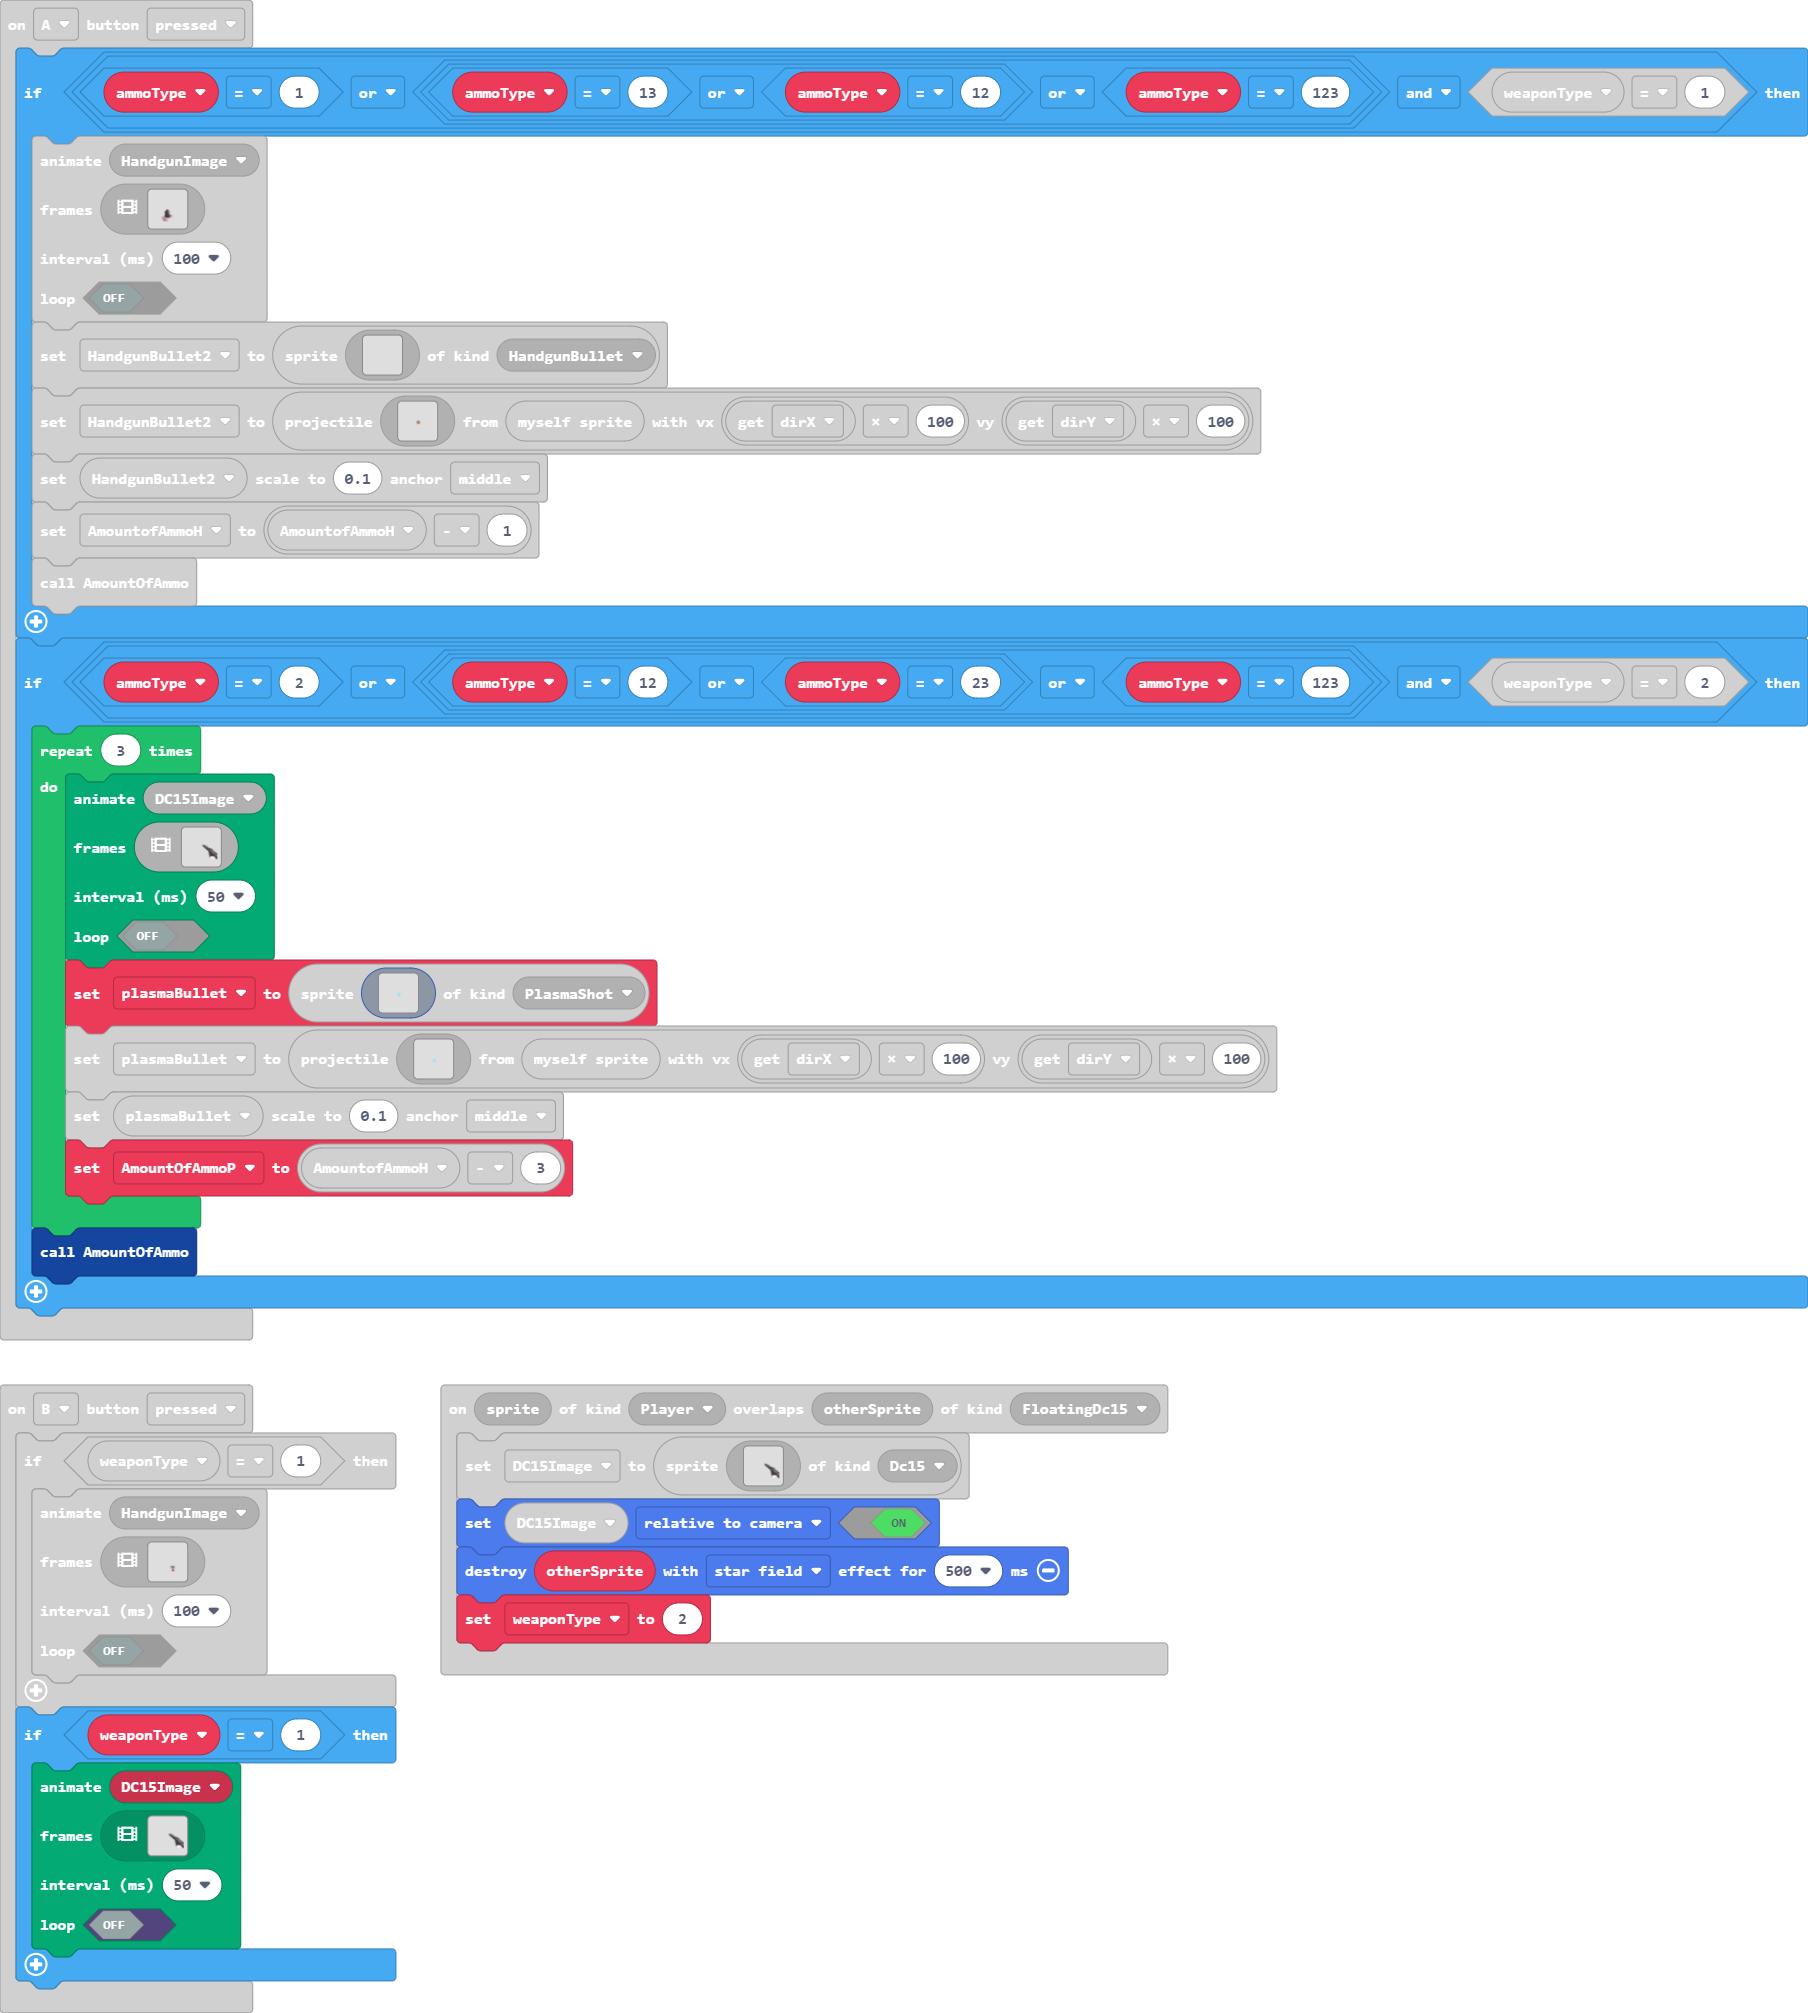 on A button pressed
if ammoType = 1 or ammoType = 13 or ammoType = 12 or ammoType = 123 and weaponType = 1 then
animate HandgunImage
frames
interval (ms) 100
loop OFF
set HandgunBullet2 to sprite of kind HandgunBullet
set HandgunBullet2 to projectile from myself sprite with vx get dirX × 100 vy get dirY × 100
set HandgunBullet2 scale to 0.1 anchor middle
set AmountofAmmoH to AmountofAmmoH - 1
call AmountOfAmmo
if ammoType = 2 or ammoType = 12 or ammoType = 23 or ammoType = 123 and weaponType = 2 then
repeat 3 times
do
animate DC15Image
frames
interval (ms) 50
loop OFF
set plasmaBullet to sprite of kind PlasmaShot
set plasmaBullet to projectile from myself sprite with vx get dirX × 100 vy get dirY × 100
set plasmaBullet scale to 0.1 anchor middle
set AmountOfAmmoP to AmountofAmmoH - 3
call AmountOfAmmo
on B button pressed
if weaponType = 1 then
animate HandgunImage
frames
interval (ms) 100
loop OFF
if weaponType = 1 then
animate DC15Image
frames
interval (ms) 50
loop OFF
on sprite of kind Player overlaps otherSprite of kind FloatingDc15
set DC15Image to sprite of kind Dc15
set DC15Image relative to camera ON
destroy otherSprite with star field effect for 500 ms
set weaponType to 2